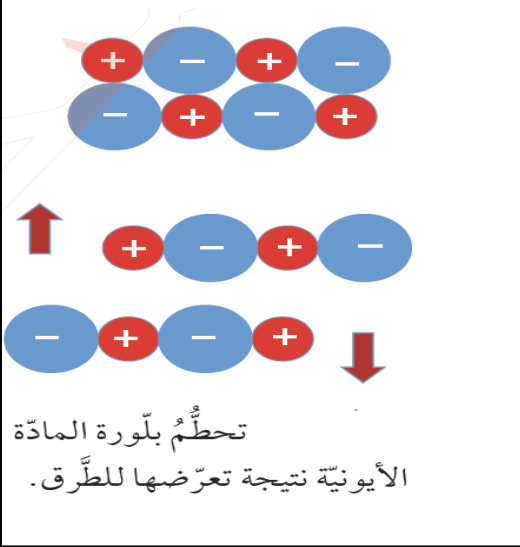 + − + −
− + − +
+ − + −
− + − +
تحطُّمُ بلّورة المادّة
الأيونيّة نتيجة تعرّضها للطَّرق.